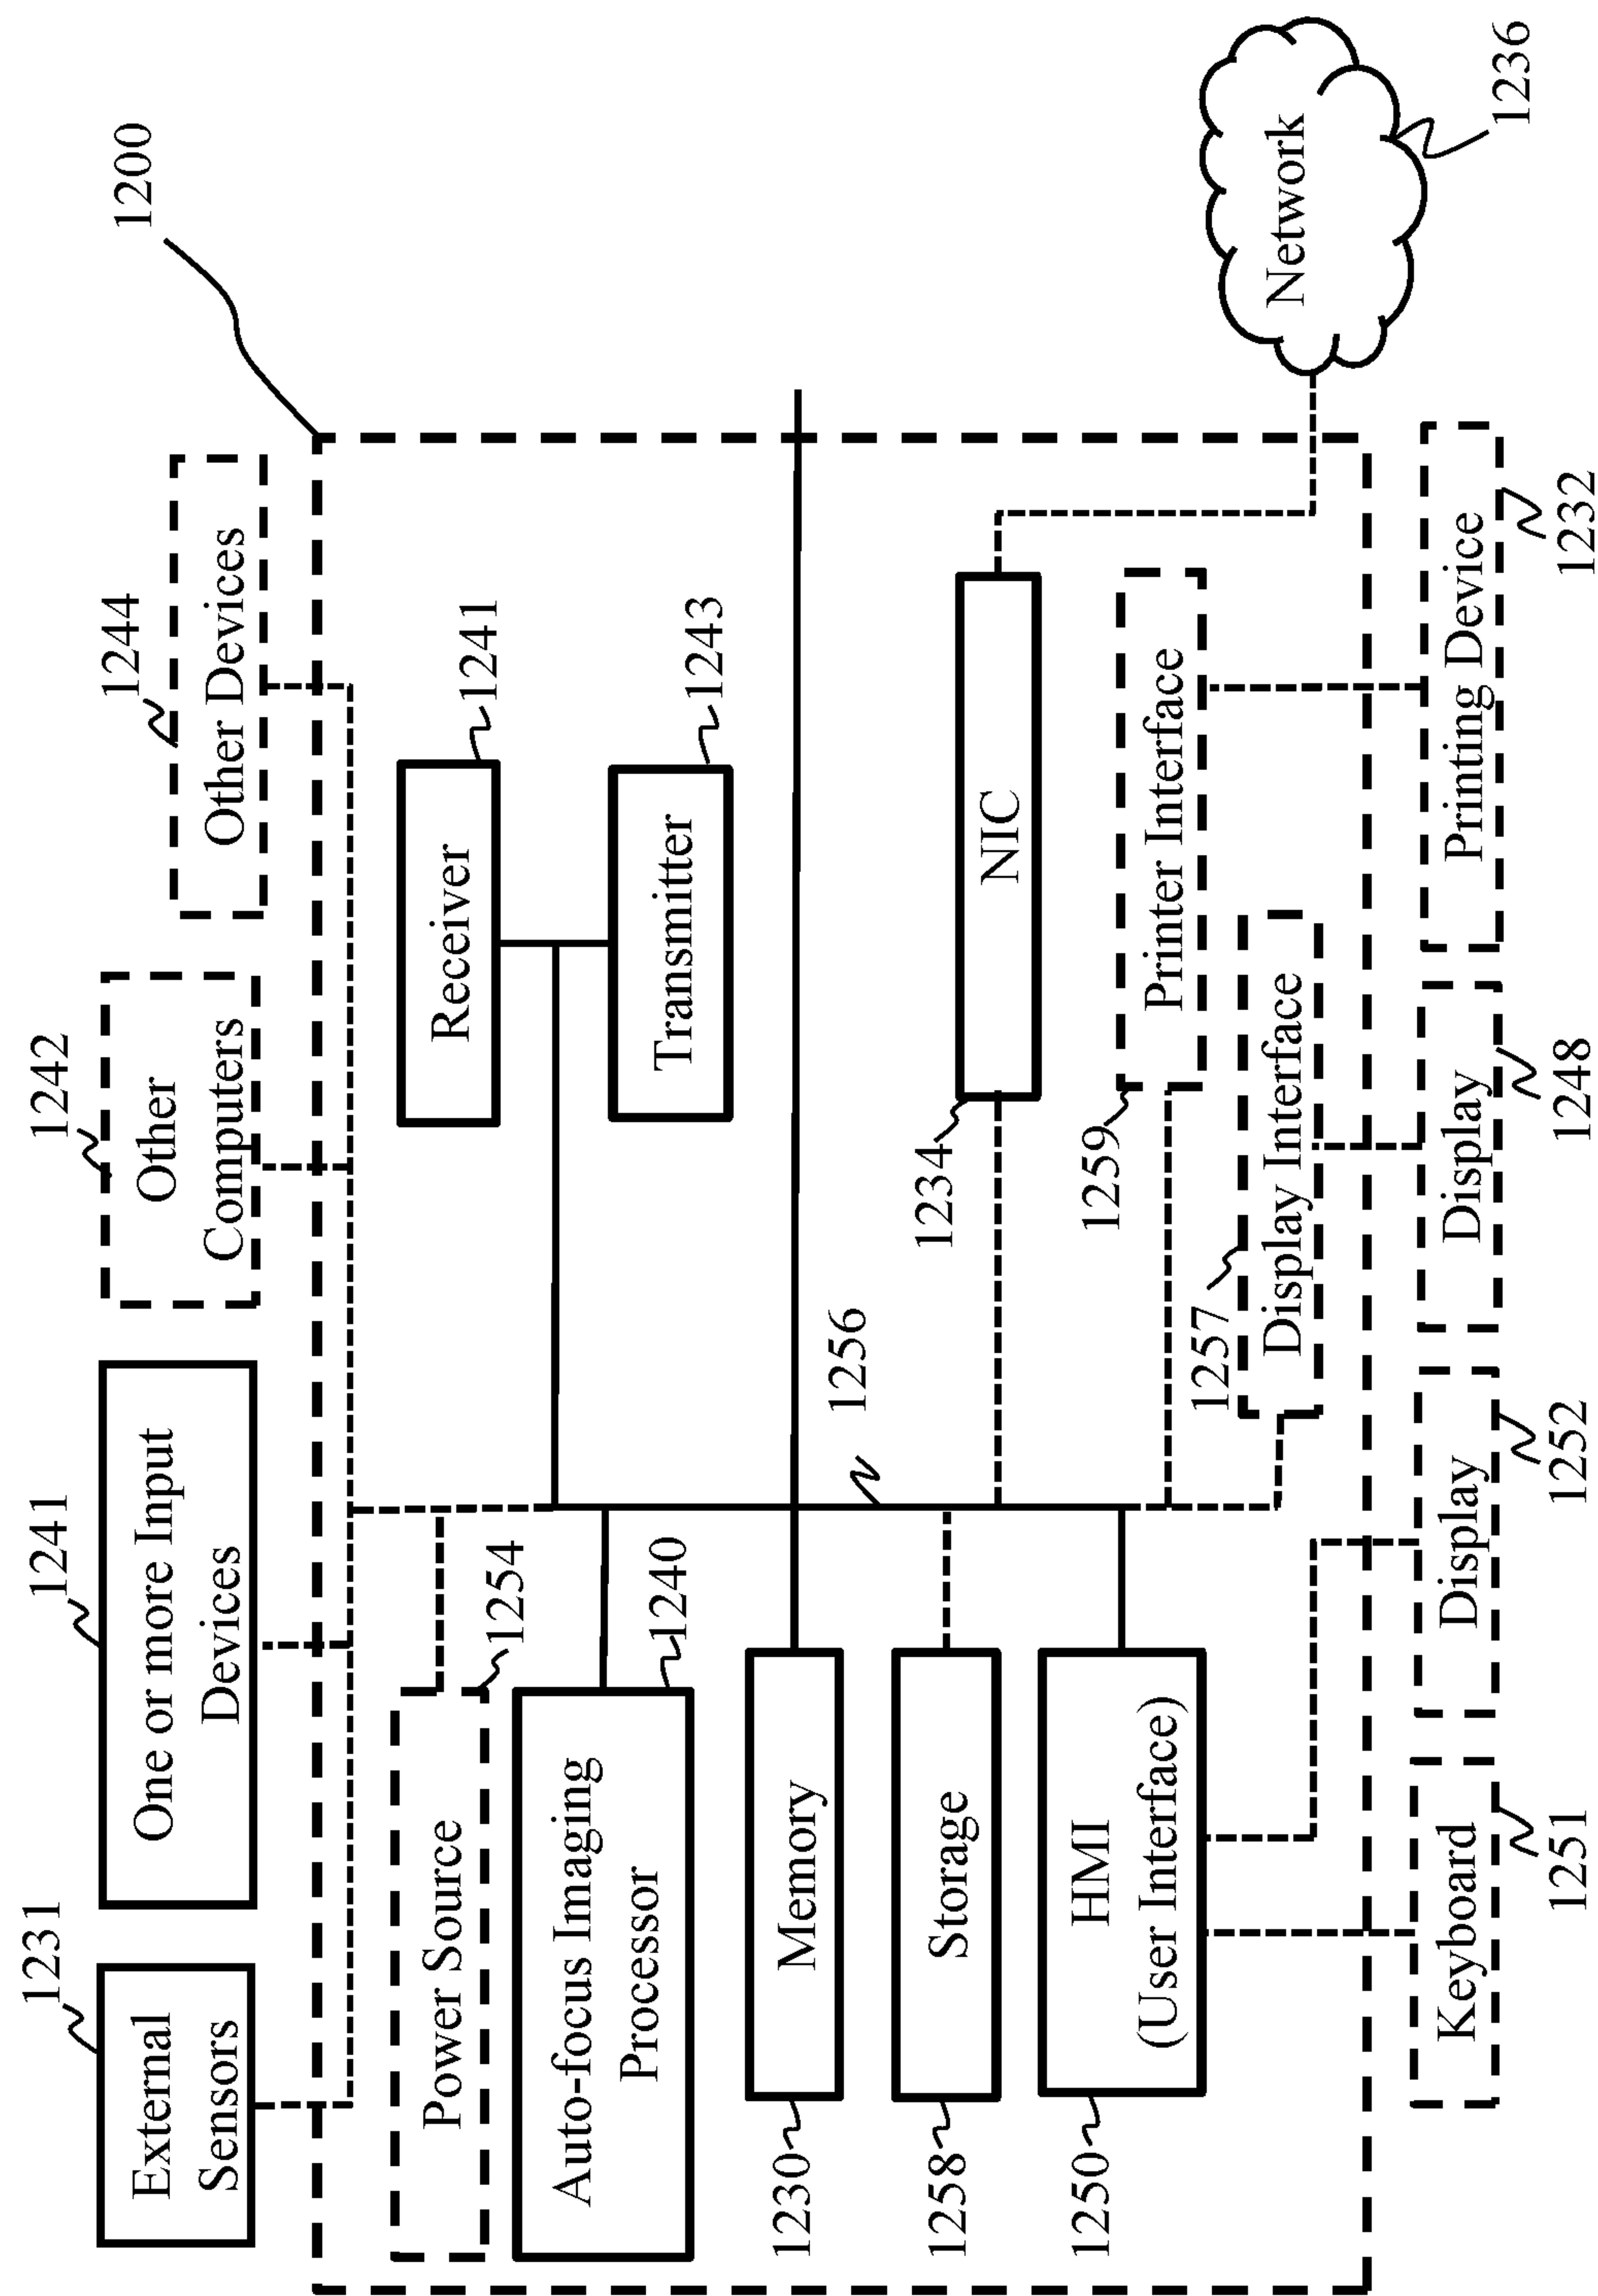 1200
1231
External
Sensors
1241
One or more Input
Devices
1242
Other
Computers
1244
Other Devices
Power Source
1254
Auto-focus Imaging
Processor
1240
Receiver
1241
Transmitter
1243
Memory
1230
1256
Storage
1258
HMI
(User Interface)
1250
NIC
1234
Printer Interface
1259
Display Interface
1257
Network
1236
Keyboard
1251
Display
1252
Display
1248
Printing Device
1232